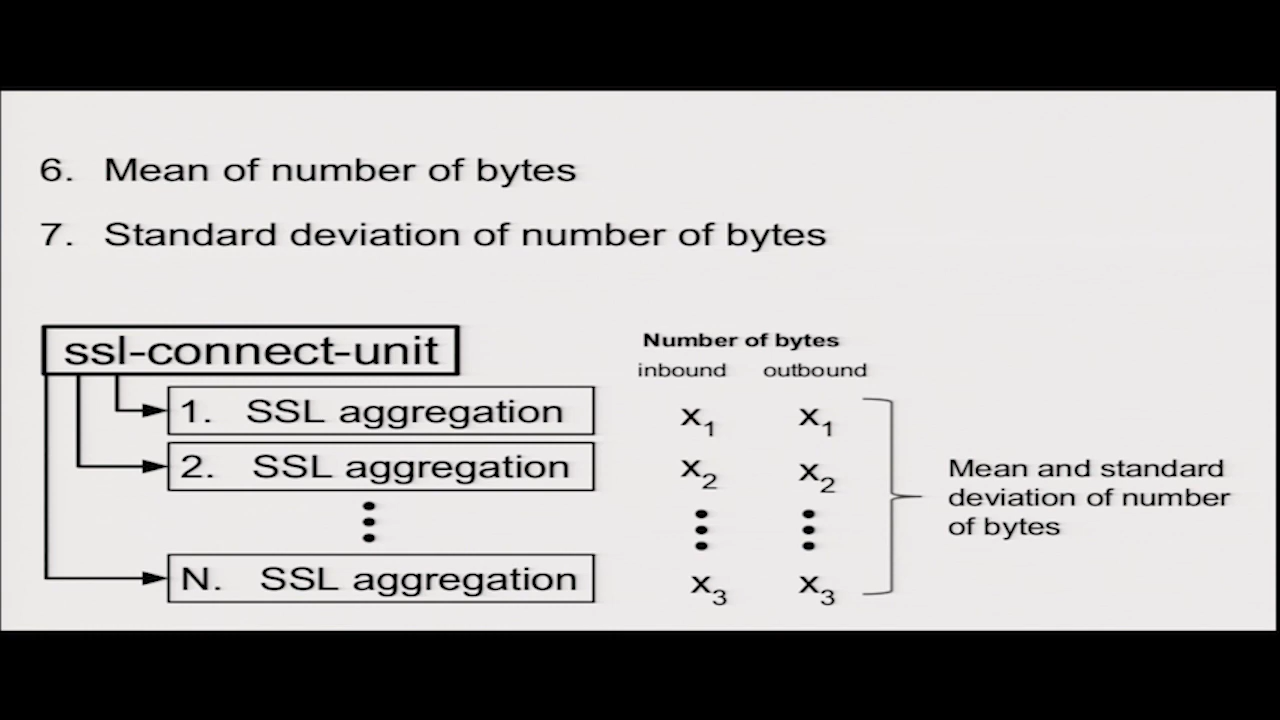 6. Mean of number of bytes
7. Standard deviation of number of bytes
ssl-connect-unit
Number of bytes
inbound outbound
1. SSL aggregation x1 x1
2. SSL aggregation x2 x2
N. SSL aggregation x3 x3
Mean and standard
deviation of number
of bytes